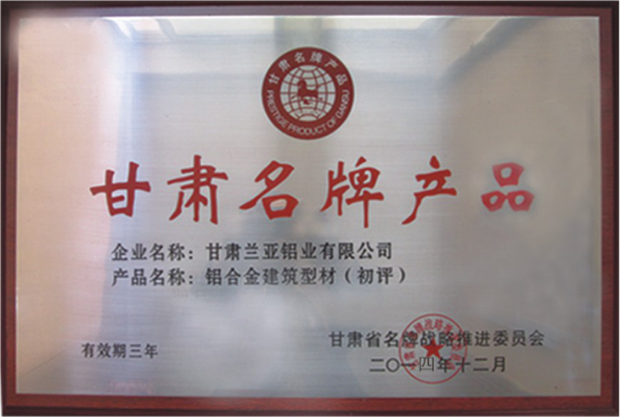 甘肃名牌产品
PRESTIGE PRODUCT OF GANSU
甘肃名牌产品
企业名称：甘肃兰亚铝业有限公司
产品名称：铝合金建筑型材（初评）
有效期三年
甘肃省名牌战略推进委员会
二〇一四年十二月